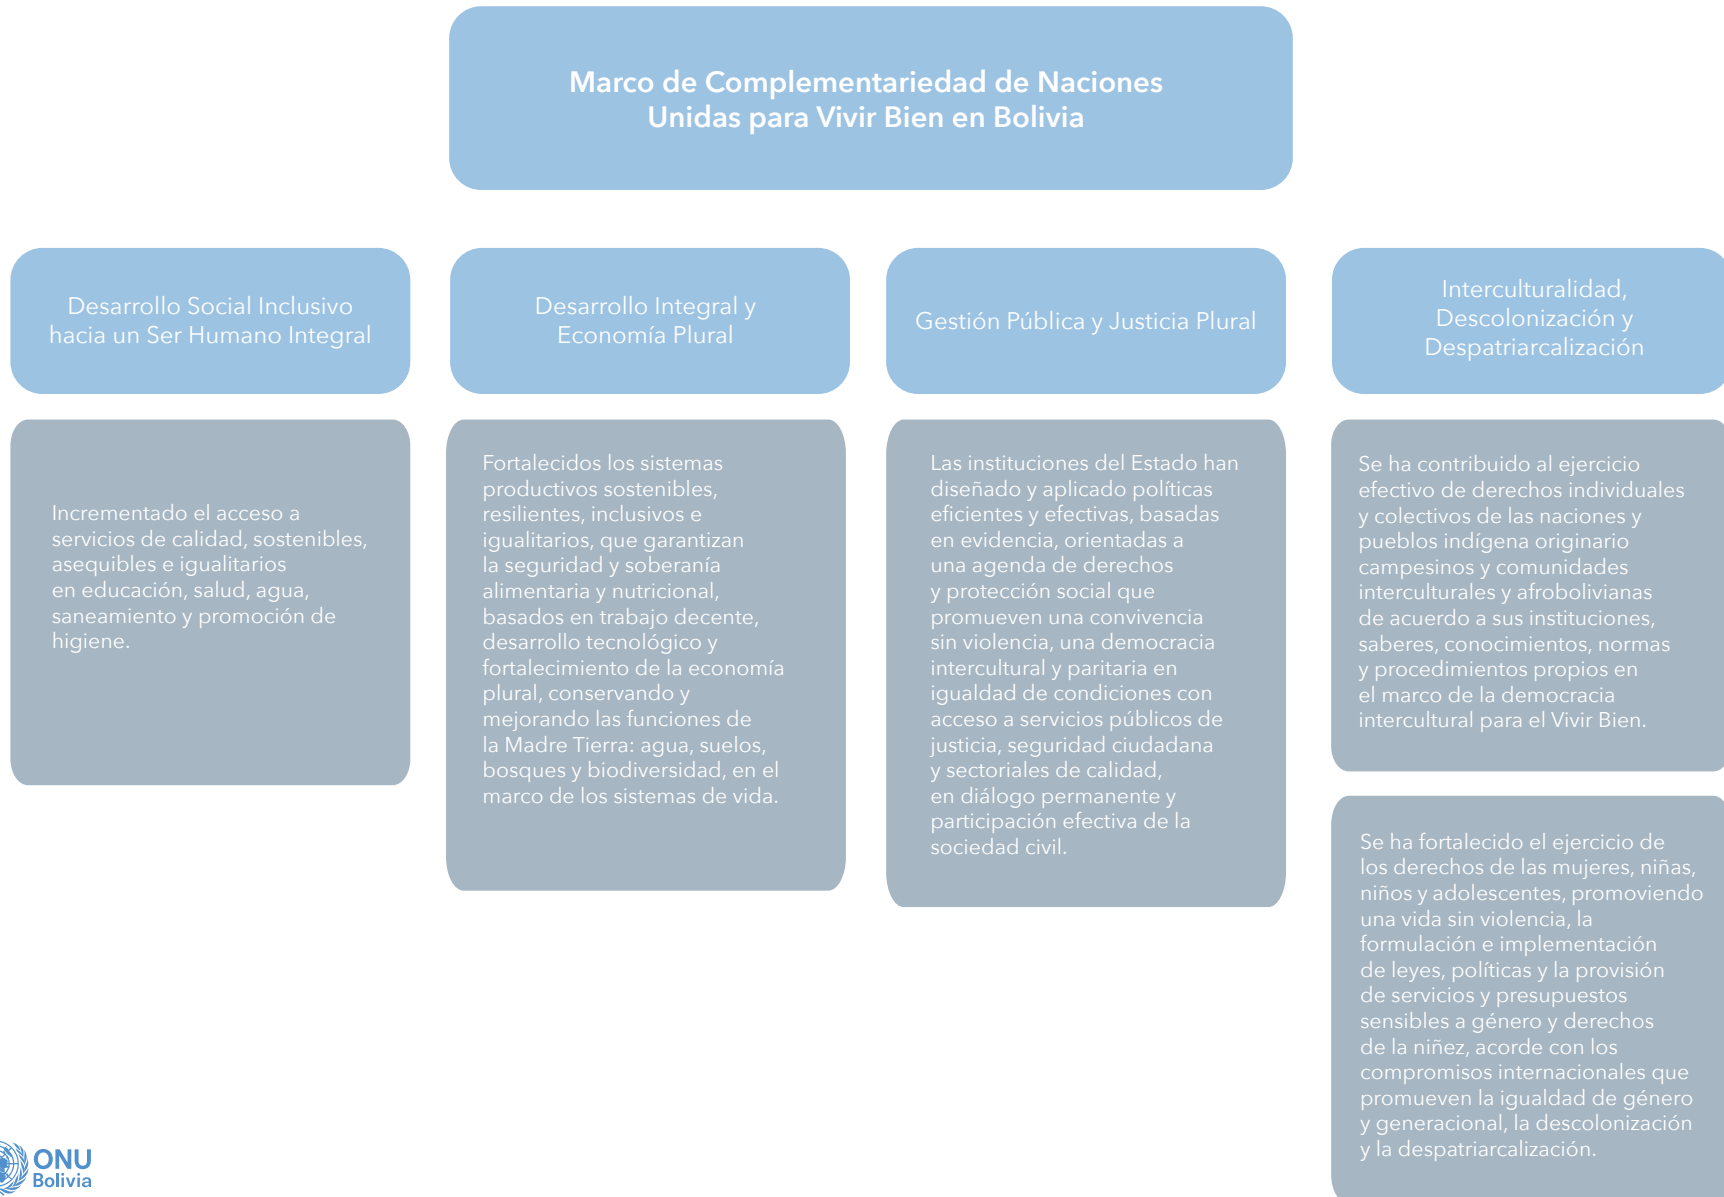 Marco de Complementariedad de Naciones
Unidas para Vivir Bien en Bolivia
Desarrollo Social Inclusivo
hacia un Ser Humano Integral
Incrementado el acceso a
servicios de calidad, sostenibles,
asequibles e igualitarios
en educación, salud, agua,
saneamiento y promoción de
higiene.
Desarrollo Integral y
Economía Plural
Fortalecidos los sistemas
productivos sostenibles,
resilientes, inclusivos e
igualitarios, que garantizan
la seguridad y soberanía
alimentaria y nutricional,
basados en trabajo decente,
desarrollo tecnológico y
fortalecimiento de la economía
plural, conservando y
mejorando las funciones de
la Madre Tierra: agua, suelos,
bosques y biodiversidad, en el
marco de los sistemas de vida.
Gestión Pública y Justicia Plural
Las instituciones del Estado han
diseñado y aplicado políticas
eficientes y efectivas, basadas
en evidencia, orientadas a
una agenda de derechos
y protección social que
promueven una convivencia
sin violencia, una democracia
intercultural y paritaria en
igualdad de condiciones con
acceso a servicios públicos de
justicia, seguridad ciudadana
y sectoriales de calidad,
en diálogo permanente y
participación efectiva de la
sociedad civil.
Interculturalidad,
Descolonización y
Despatriarcalización
Se ha contribuido al ejercicio
efectivo de derechos individuales
y colectivos de las naciones y
pueblos indígena originario
campesinos y comunidades
interculturales y afrobolivianas
de acuerdo a sus instituciones,
saberes, conocimientos, normas
y procedimientos propios en
el marco de la democracia
intercultural para el Vivir Bien.
Se ha fortalecido el ejercicio de
los derechos de las mujeres, niñas,
niños y adolescentes, promoviendo
una vida sin violencia, la
formulación e implementación
de leyes, políticas y la provisión
de servicios y presupuestos
sensibles a género y derechos
de la niñez, acorde con los
compromisos internacionales que
promueven la igualdad de género
y generacional, la descolonización
y la despatriarcalización.
ONU
Bolivia